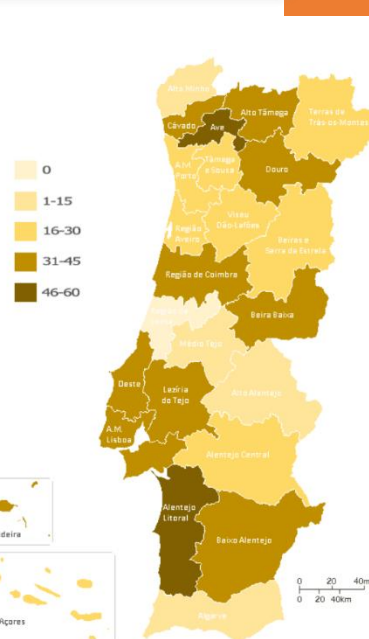 Alto Minho
Alto Tâmega
Terras de
Trás-os-Montes
Cávado
Ave
A.M.
Porto
Tâmega
e Sousa
Douro
0
1-15
16-30
31-45
46-60
Região
Aveiro
Viseu
Dão-Lafões
Beiras e
Serra da Estrela
Região de Coimbra
Beira Baixa
Médio Tejo
Oeste
Lezíria
do Tejo
Alto Alentejo
A.M.
Lisboa
Alentejo Central
Alentejo
Litoral
Baixo Alentejo
deira
Açores
0 20 40m
0 20 40km
Algarve